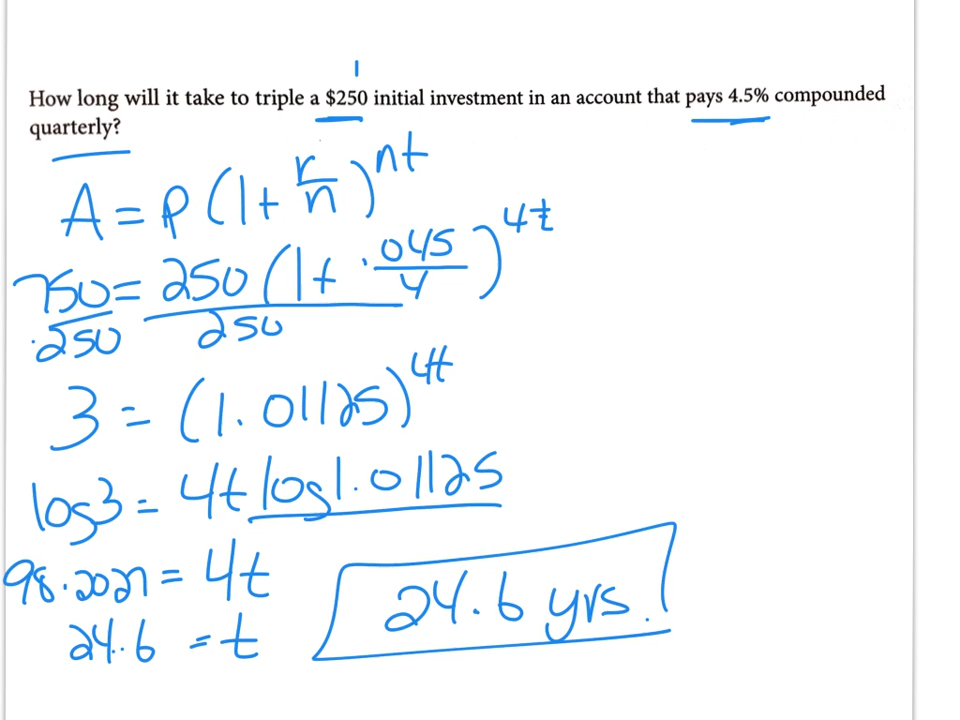 How long will it take to triple a $250 initial investment in an account that pays 4.5% compounded
quarterly?
A = P(1 + r/n)^nt
750 = 250(1 + .045/4)^4t
250 250
3 = (1.01125)^4t
log3 = 4t log1.01125
98.2021 = 4t
24.6 = t
24.6 yrs.